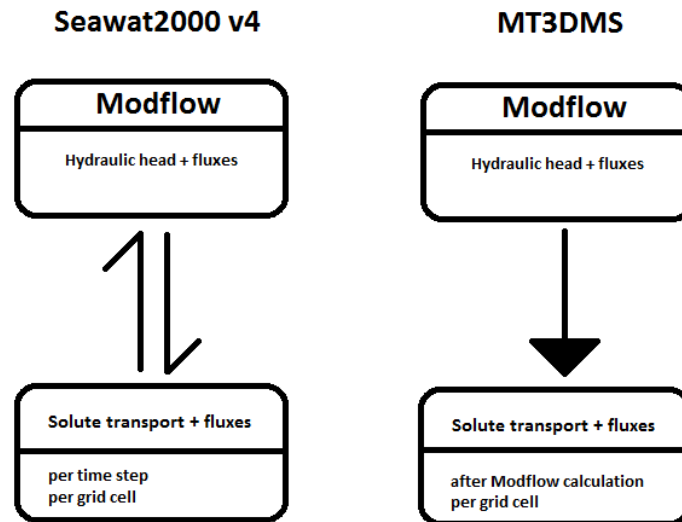 Seawat2000 v4
Modflow
Hydraulic head + fluxes
Solute transport + fluxes
per time step
per grid cell
MT3DMS
Modflow
Hydraulic head + fluxes
Solute transport + fluxes
after Modflow calculation
per grid cell